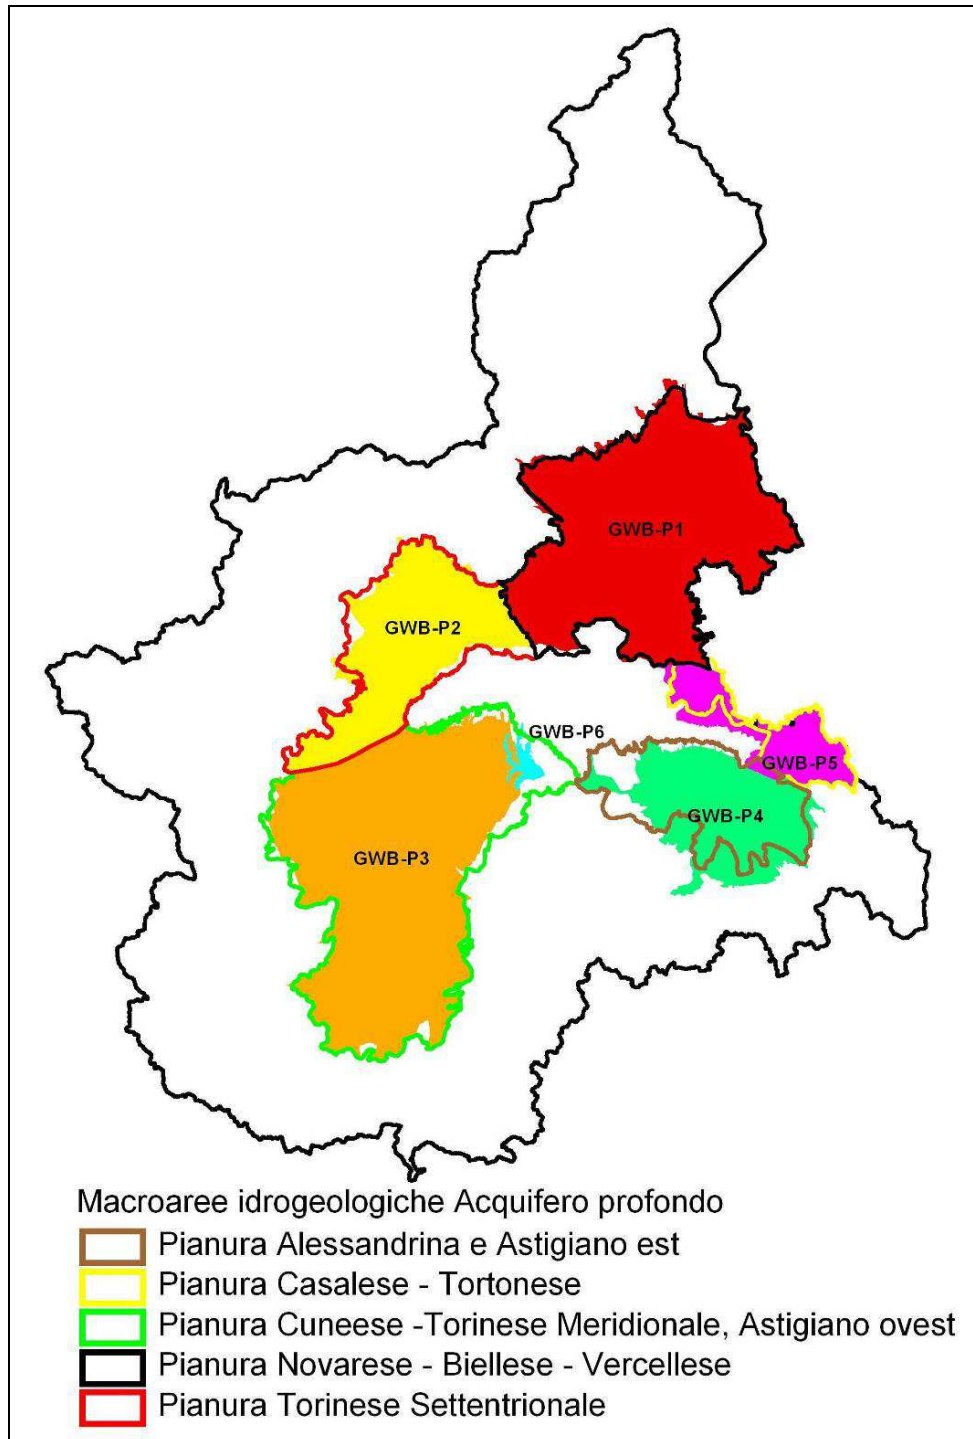 GWB-P1
GWB-P2
GWB-P6
GWB-P5
GWB-P4
GWB-P3
Macroaree idrogeologiche Acquifero profondo
Pianura Alessandrina e Astigiano est
Pianura Casalese - Tortonese
Pianura Cuneese -Torinese Meridionale, Astigiano ovest
Pianura Novarese - Biellese - Vercellese
Pianura Torinese Settentrionale